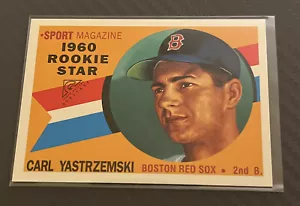 ·SPORT MAGAZINE
1960
ROOKIE
STAR
B
CARL YASTRZEMSKI
BOSTON RED SOX • 2nd B.